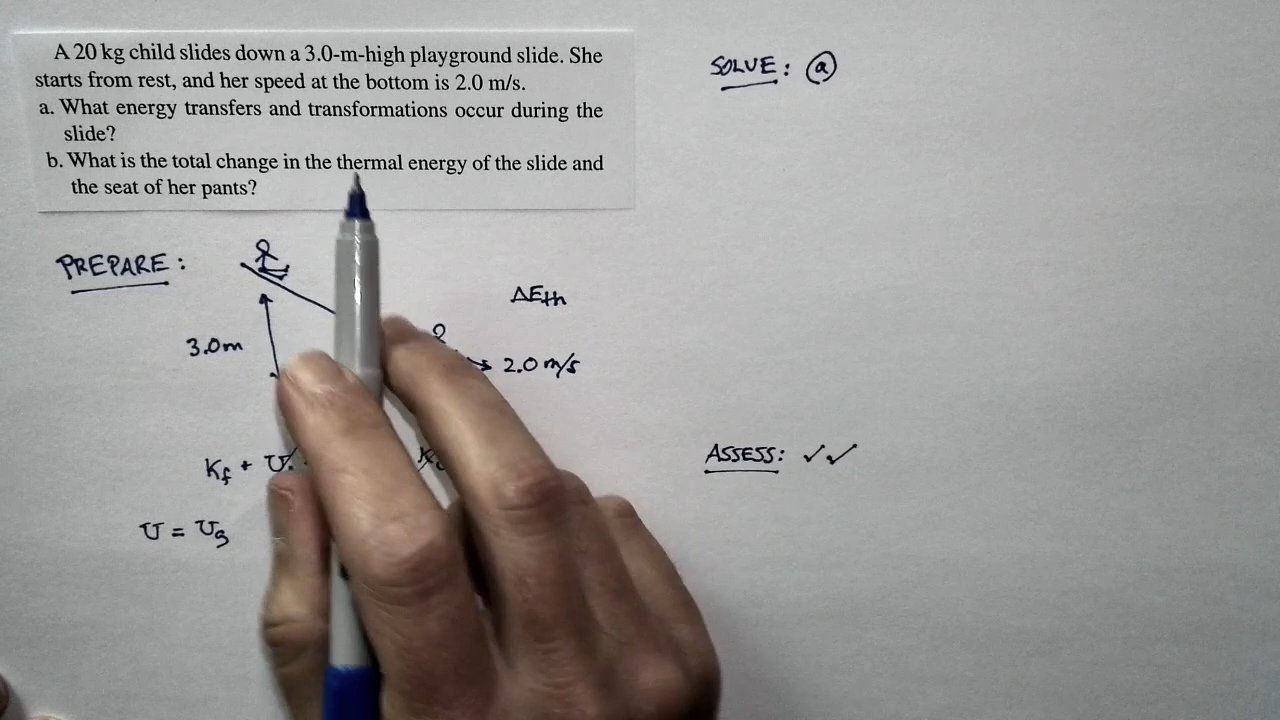 A 20 kg child slides down a 3.0-m-high playground slide. She
starts from rest, and her speed at the bottom is 2.0 m/s.
a. What energy transfers and transformations occur during the
slide?
b. What is the total change in the thermal energy of the slide and
the seat of her pants?
PREPARE:
ΔEth
3.0m
2.0 m/s
Kf + U
U = Ug
SOLVE: ⓐ
ASSESS: ✓✓